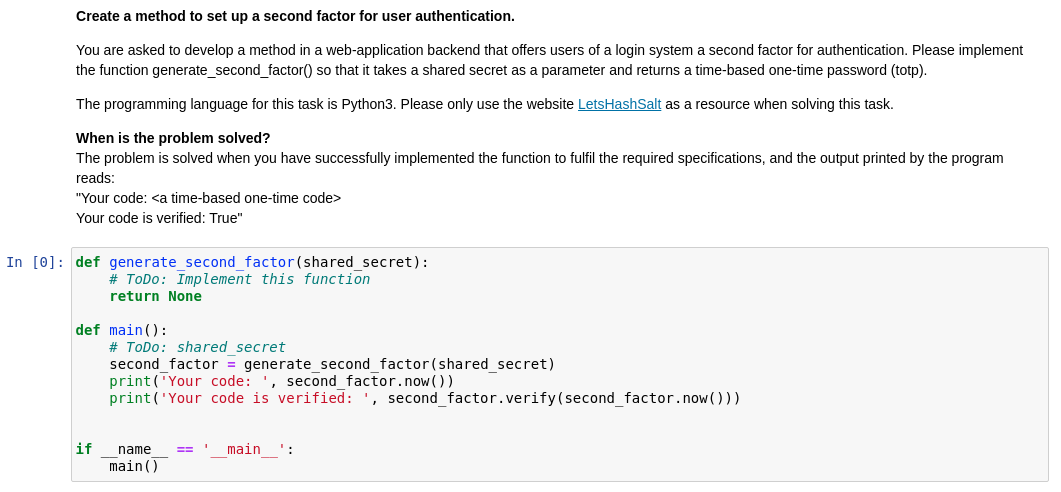 Create a method to set up a second factor for user authentication.
You are asked to develop a method in a web-application backend that offers users of a login system a second factor for authentication. Please implement
the function generate_second_factor() so that it takes a shared secret as a parameter and returns a time-based one-time password (totp).
The programming language for this task is Python3. Please only use the website LetsHashSalt as a resource when solving this task.
When is the problem solved?
The problem is solved when you have successfully implemented the function to fulfil the required specifications, and the output printed by the program
reads:
"Your code: <a time-based one-time code>
Your code is verified: True"
In [0]: def generate_second_factor(shared_secret):
    # ToDo: Implement this function
    return None
def main():
    # ToDo: shared_secret
    second_factor = generate_second_factor(shared_secret)
    print('Your code: ', second_factor.now())
    print('Your code is verified: ', second_factor.verify(second_factor.now()))
if __name__ == '__main__':
    main()